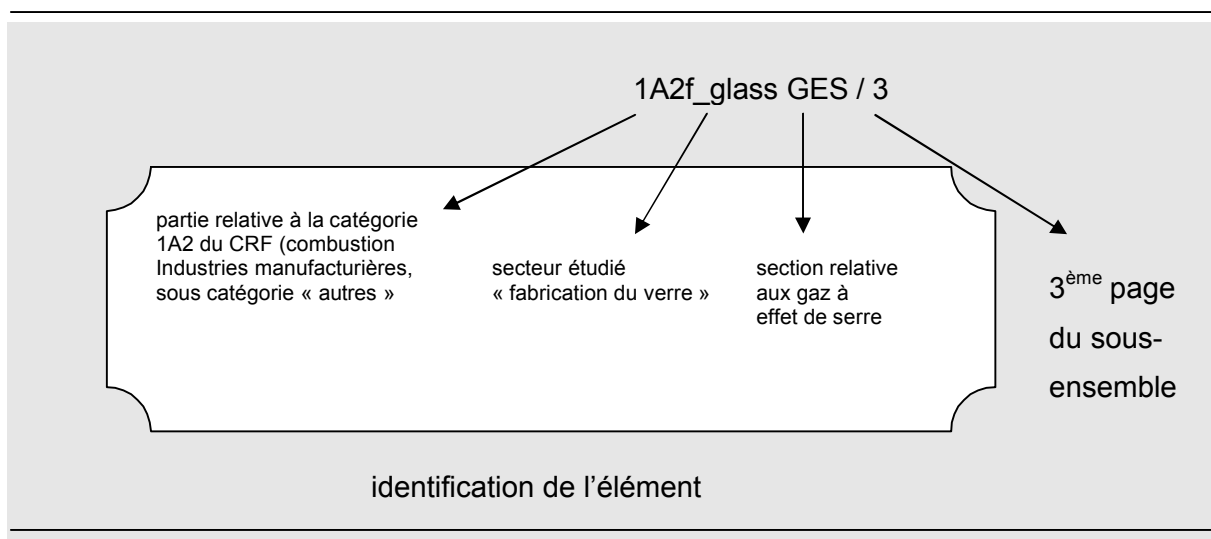 1A2f_glass GES / 3
partie relative à la catégorie
1A2 du CRF (combustion
Industries manufacturières,
sous catégorie « autres »
secteur étudié
« fabrication du verre »
section relative
aux gaz à
effet de serre
3ème page
du sous-
ensemble
identification de l'élément